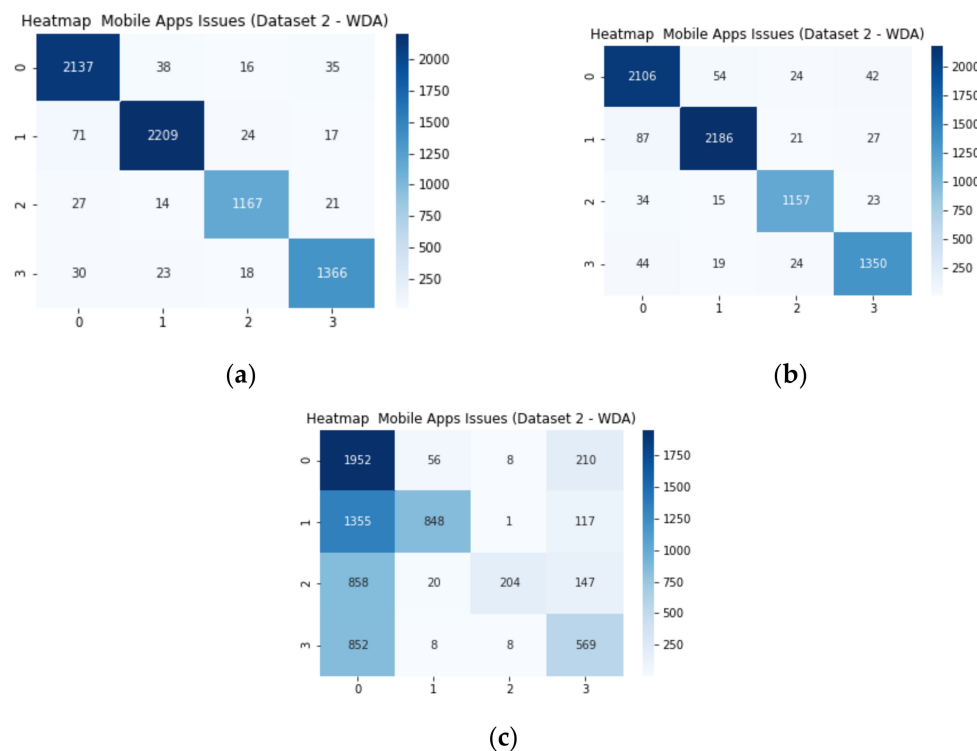 Heatmap Mobile Apps Issues (Dataset 2 - WDA)
0 2137 38 16 35
1 71 2209 24 17
2 27 14 1167 21
3 30 23 18 1366
0 1 2 3
2000
1750
1500
1250
1000
750
500
250
(a)
Heatmap Mobile Apps Issues (Dataset 2 - WDA)
0 2106 54 24 42
1 87 2186 21 27
2 34 15 1157 23
3 44 19 24 1350
0 1 2 3
2000
1750
1500
1250
1000
750
500
250
(b)
Heatmap Mobile Apps Issues (Dataset 2 - WDA)
0 1952 56 8 210
1 1355 848 1 117
2 858 20 204 147
3 852 8 8 569
0 1 2 3
1750
1500
1250
1000
750
500
250
(c)